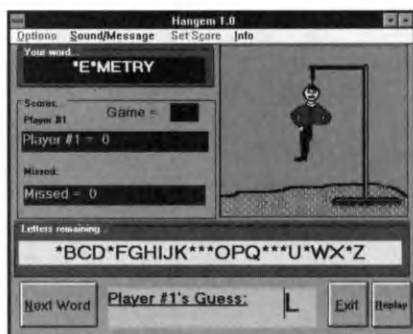 Hangem 1.0
Options Sound/Message Set Score Info
Your word...
*E*METRY
Scores...
Player #1 Game =
Player #1 = 0
Missed:
Missed = 0
Letters remaining
*BCD*FGHIJK***OPQ***U*WX*Z
Next Word Player #1's Guess: L Exit Replay